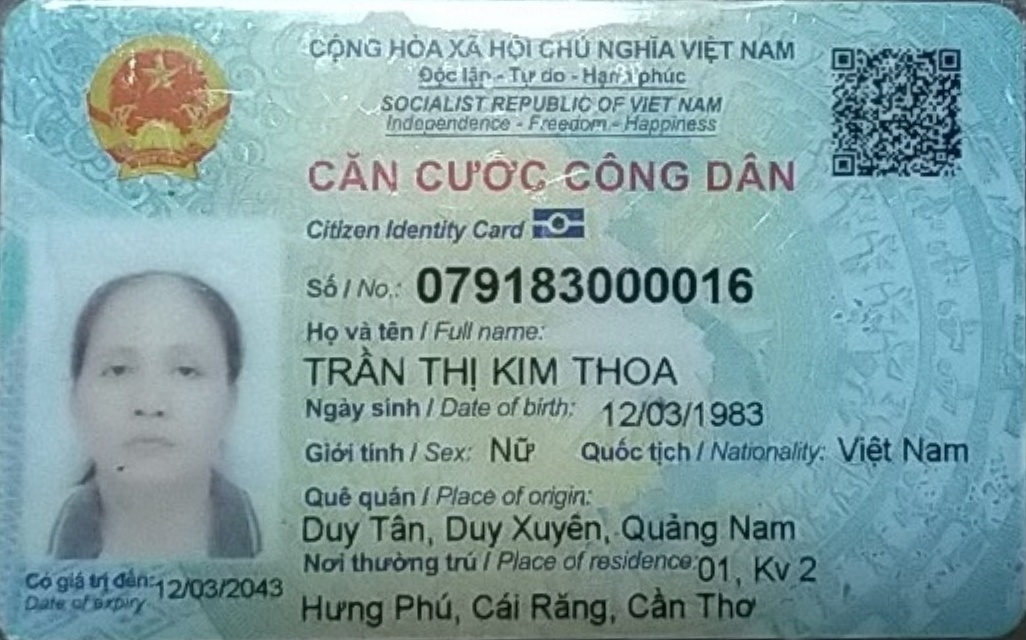 CỘNG HÒA XÃ HỘI CHỦ NGHĨA VIỆT NAM
Độc lập - Tự do - Hạnh phúc
SOCIALIST REPUBLIC OF VIET NAM
Independence - Freedom - Happiness
CĂN CƯỚC CÔNG DÂN
Citizen Identity Card
Số / No.: 079183000016
Họ và tên / Full name:
TRẦN THỊ KIM THOA
Ngày sinh / Date of birth: 12/03/1983
Giới tính / Sex: Nữ Quốc tịch / Nationality: Việt Nam
Quê quán / Place of origin:
Duy Tân, Duy Xuyên, Quảng Nam
Nơi thường trú / Place of residence: 01, Kv 2
Hưng Phú, Cái Răng, Cần Thơ
Có giá trị đến: 12/03/2043
Date of expiry